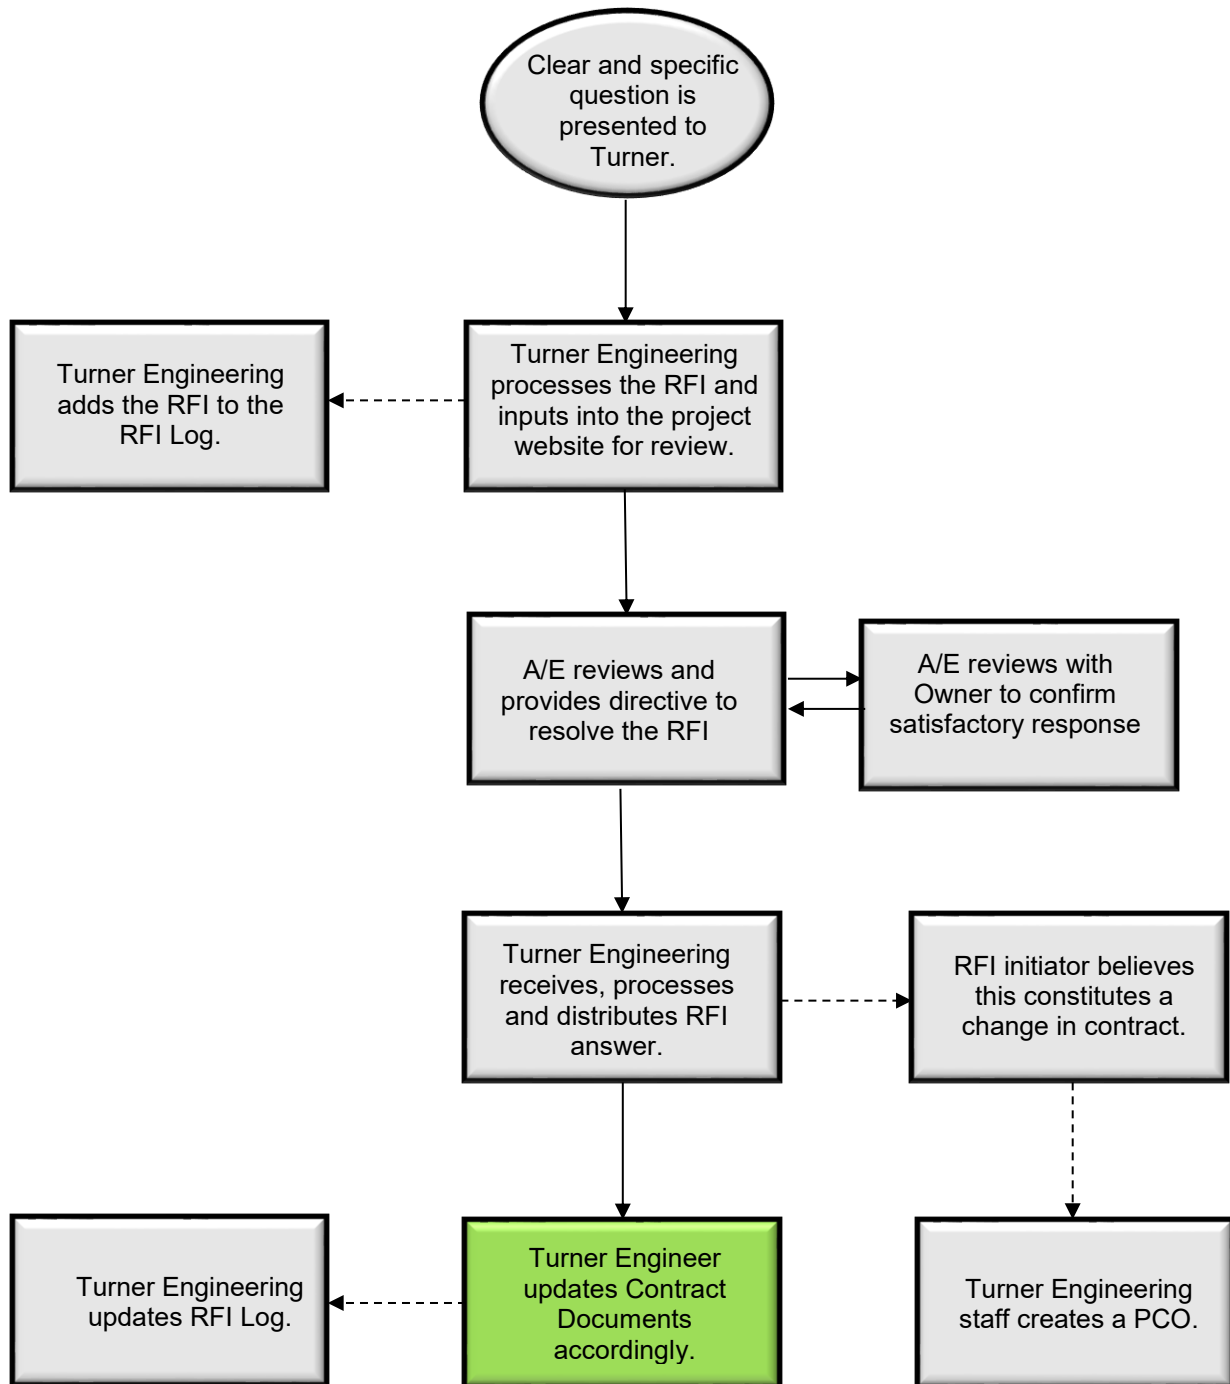 Clear and specific
question is
presented to
Turner.
Turner Engineering
adds the RFI to the
RFI Log.
Turner Engineering
processes the RFI and
inputs into the project
website for review.
A/E reviews and
provides directive to
resolve the RFI
A/E reviews with
Owner to confirm
satisfactory response
Turner Engineering
receives, processes
and distributes RFI
answer.
RFI initiator believes
this constitutes a
change in contract.
Turner Engineering
updates RFI Log.
Turner Engineer
updates Contract
Documents
accordingly.
Turner Engineering
staff creates a PCO.